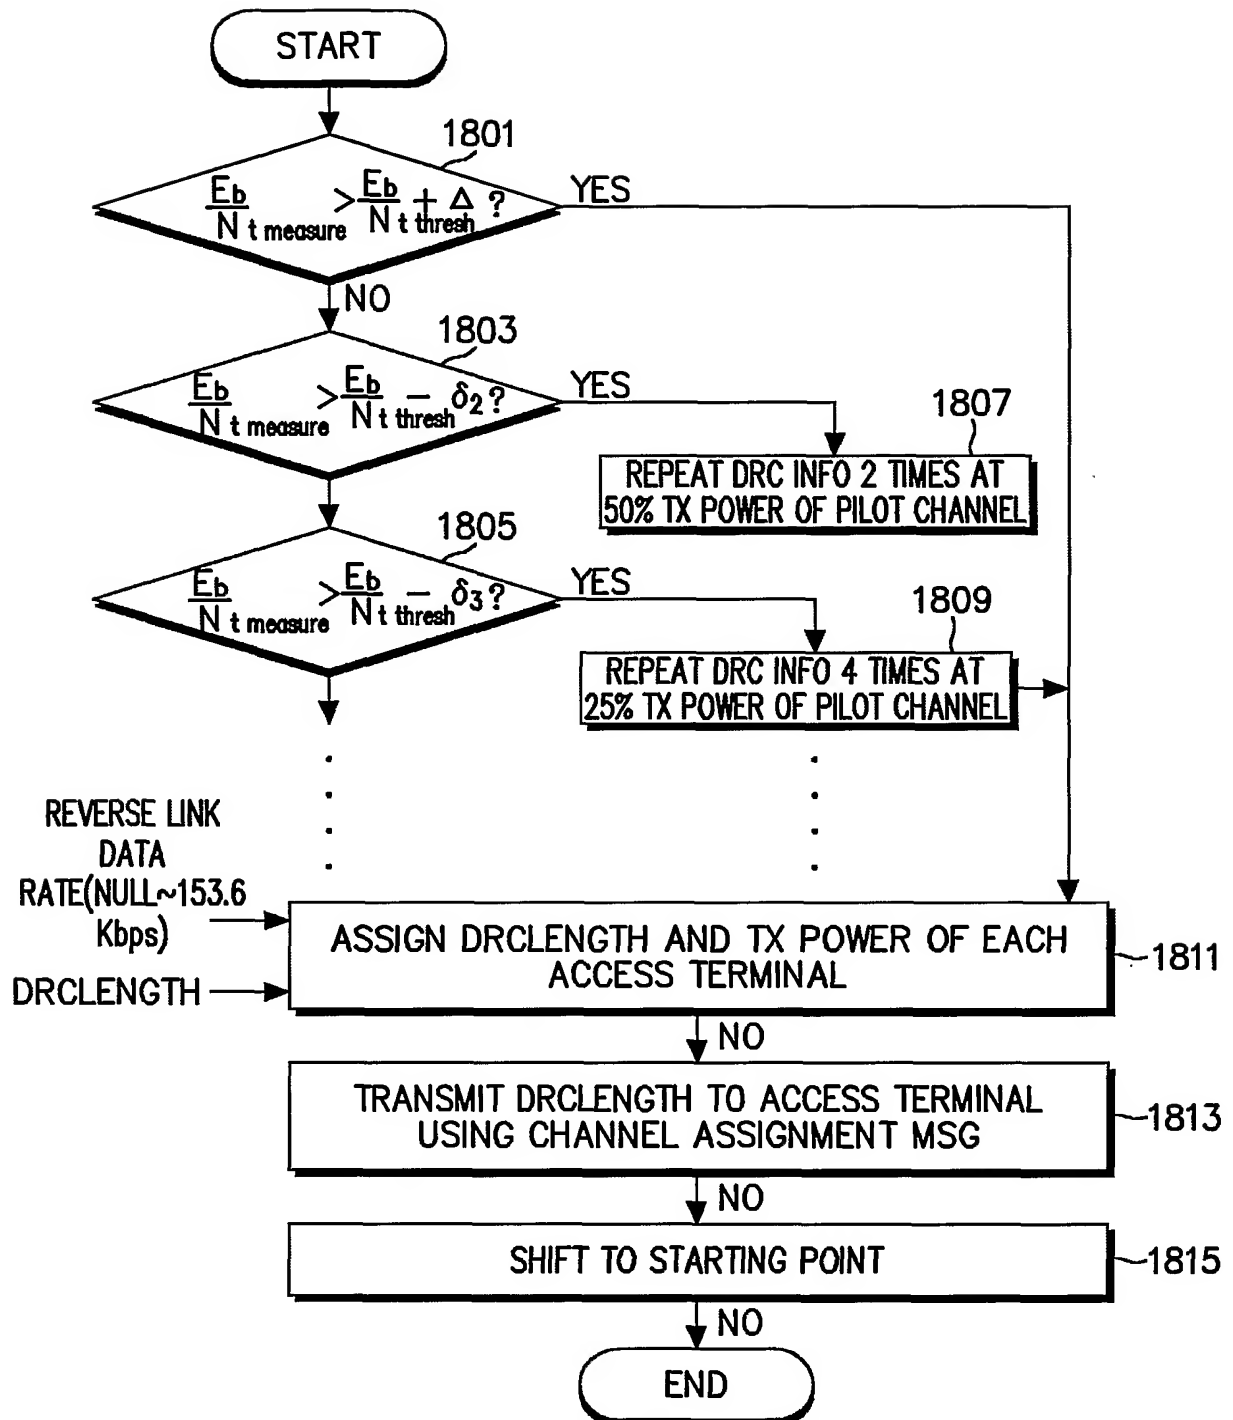 START
1801
Eb/Nt measure > Eb/Nt thresh + Δ ?
YES
NO
1803
Eb/Nt measure > Eb/Nt thresh − δ2?
YES
1807
REPEAT DRC INFO 2 TIMES AT
50% TX POWER OF PILOT CHANNEL
1805
Eb/Nt measure > Eb/Nt thresh − δ3?
YES
1809
REPEAT DRC INFO 4 TIMES AT
25% TX POWER OF PILOT CHANNEL
REVERSE LINK
DATA
RATE(NULL~153.6
Kbps)
DRCLENGTH
ASSIGN DRCLENGTH AND TX POWER OF EACH
ACCESS TERMINAL
1811
NO
TRANSMIT DRCLENGTH TO ACCESS TERMINAL
USING CHANNEL ASSIGNMENT MSG
1813
NO
SHIFT TO STARTING POINT
1815
NO
END